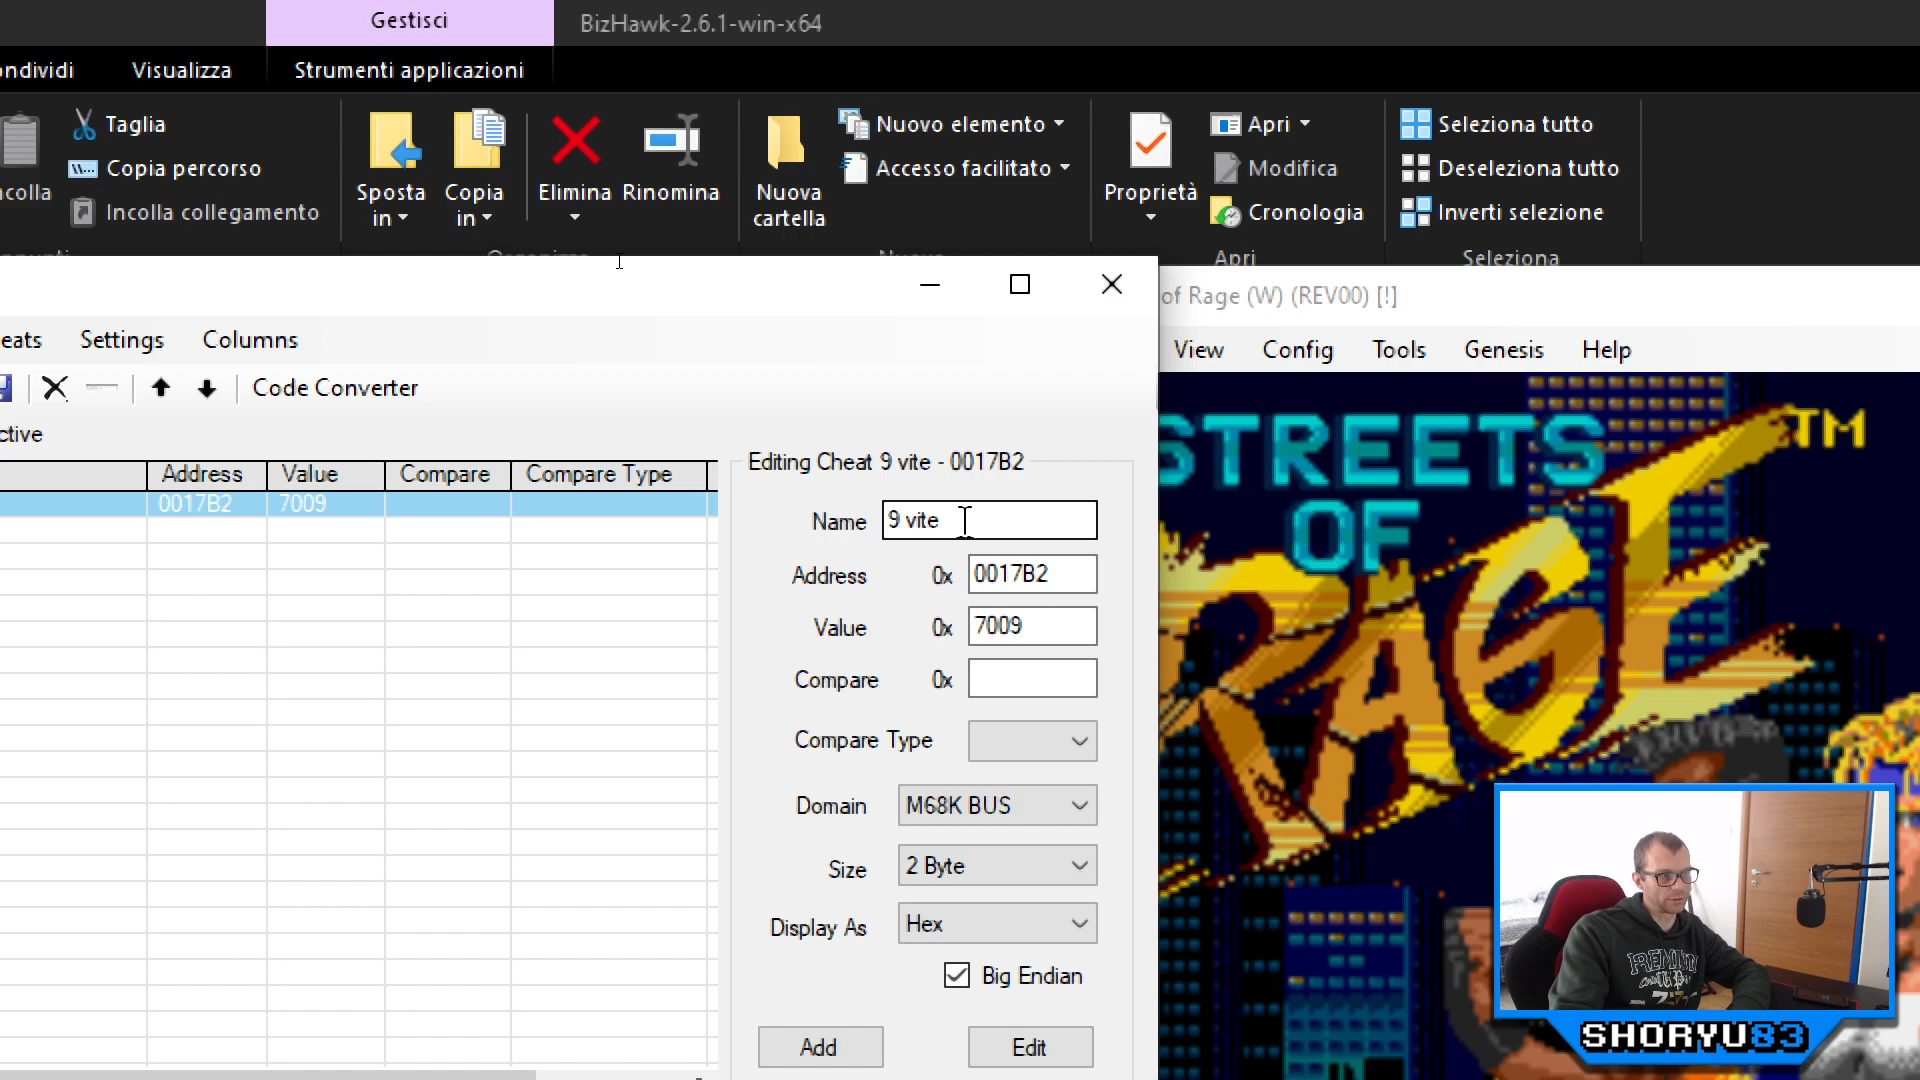 Gestisci
BizHawk-2.6.1-win-x64
ondividi
Visualizza
Strumenti applicazioni
Taglia
Copia percorso
Incolla collegamento
colla
Sposta in
Copia in
Elimina
Rinomina
Nuova cartella
Nuovo elemento
Accesso facilitato
Proprietà
Apri
Modifica
Cronologia
Seleziona tutto
Deseleziona tutto
Inverti selezione
Organizza
Nuovo
Apri
Seleziona
of Rage (W) (REV00) [!]
eats Settings Columns
View Config Tools Genesis Help
Code Converter
ctive
Address Value Compare Compare Type
0017B2 7009
Editing Cheat 9 vite - 0017B2
Name 9 vite
Address 0x 0017B2
Value 0x 7009
Compare 0x
Compare Type
Domain M68K BUS
Size 2 Byte
Display As Hex
Big Endian
Add Edit
STREETS
OF
RAGE TM
SHORYU83